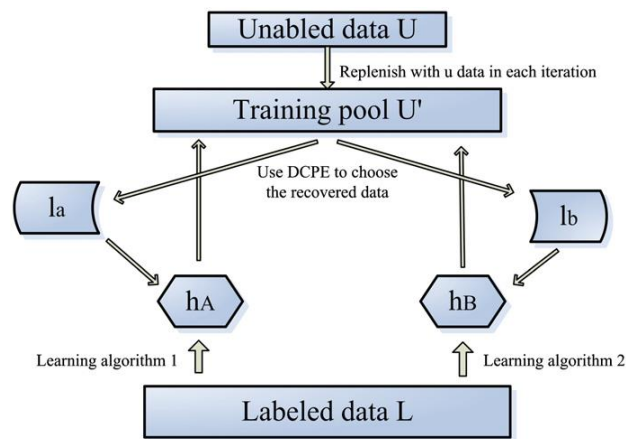 Unabled data U
Replenish with u data in each iteration
Training pool U'
Use DCPE to choose
the recovered data
la
lb
hA
hB
Learning algorithm 1
Learning algorithm 2
Labeled data L